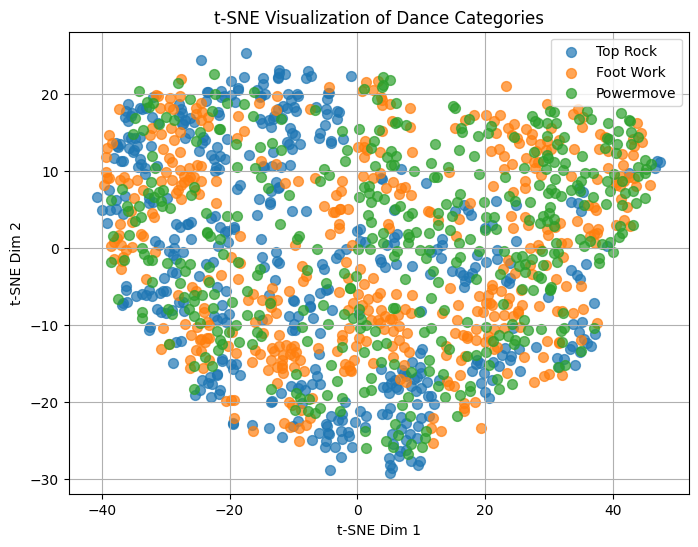 t-SNE Visualization of Dance Categories
Top Rock
Foot Work
Powermove
t-SNE Dim 2
20
10
0
−10
−20
−30
−40
−20
0
20
40
t-SNE Dim 1